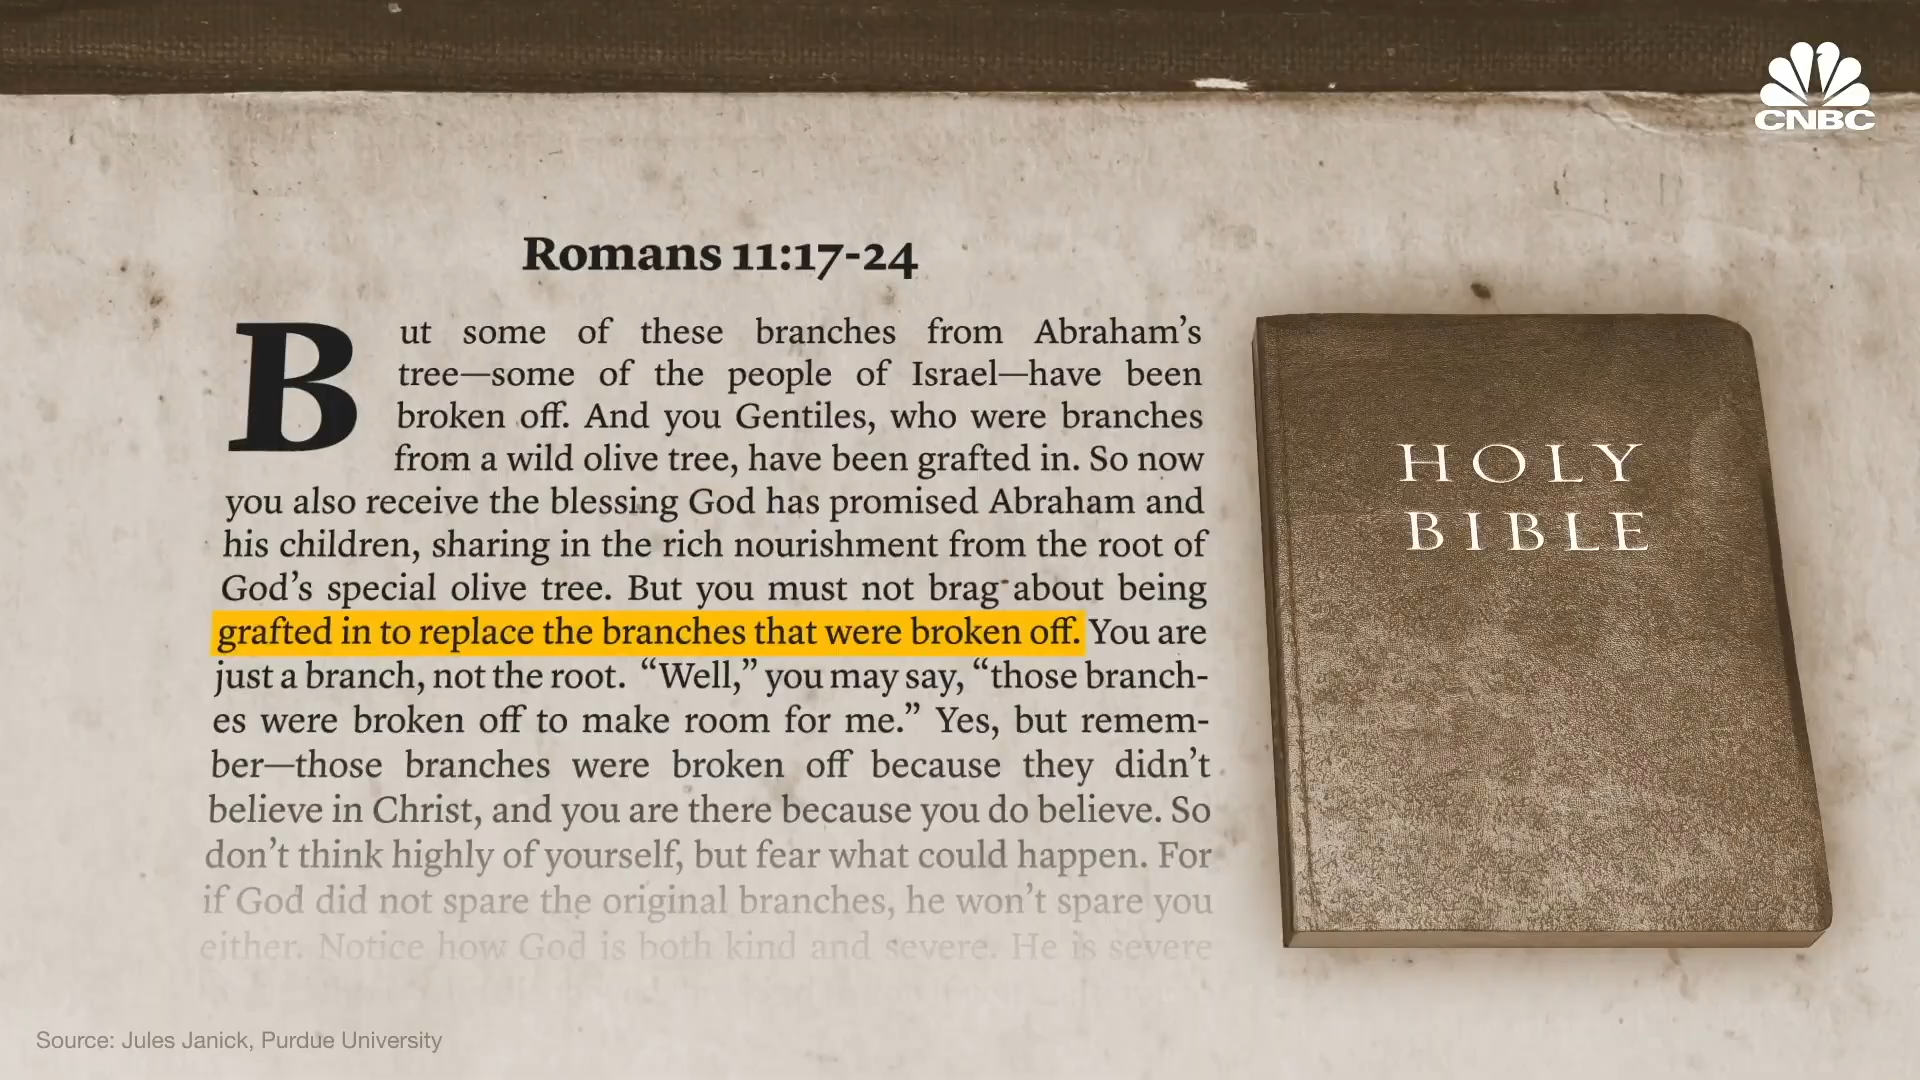 CNBC
Romans 11:17-24
But some of these branches from Abraham’s
tree—some of the people of Israel—have been
broken off. And you Gentiles, who were branches
from a wild olive tree, have been grafted in. So now
you also receive the blessing God has promised Abraham and
his children, sharing in the rich nourishment from the root of
God’s special olive tree. But you must not brag about being
grafted in to replace the branches that were broken off. You are
just a branch, not the root. “Well,” you may say, “those branch-
es were broken off to make room for me.” Yes, but remem-
ber—those branches were broken off because they didn’t
believe in Christ, and you are there because you do believe. So
don’t think highly of yourself, but fear what could happen. For
if God did not spare the original branches, he won’t spare you
either. Notice how God is both kind and severe. He is severe
HOLY
BIBLE
Source: Jules Janick, Purdue University